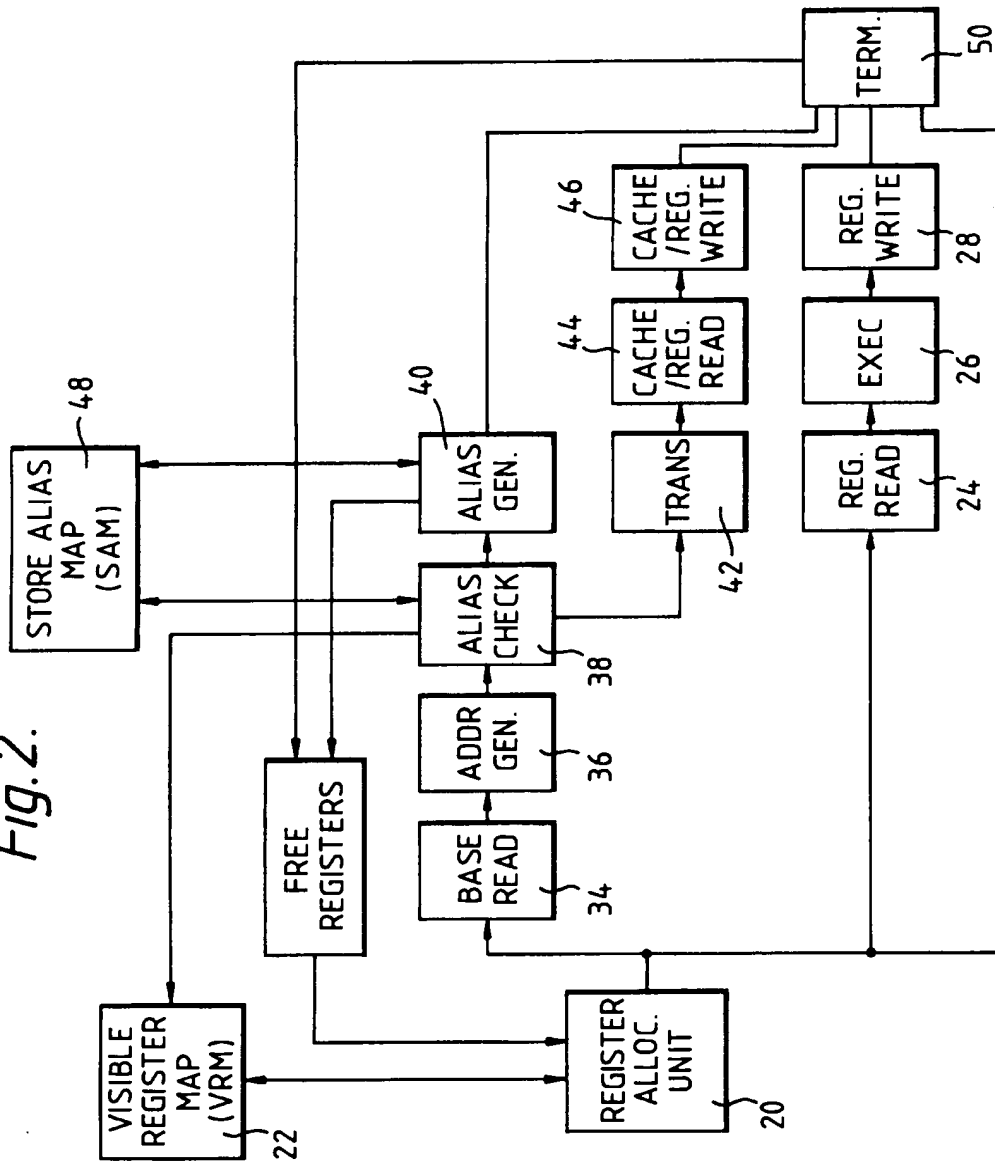 Fig.2.
VISIBLE
REGISTER
MAP
(VRM)
22
STORE ALIAS
MAP
(SAM)
48
FREE
REGISTERS
REGISTER
ALLOC.
UNIT
20
BASE
READ
34
ADDR
GEN.
36
ALIAS
CHECK
38
ALIAS
GEN.
40
TRANS
42
CACHE
/REG.
READ
44
CACHE
/REG.
WRITE
46
REG.
READ
24
EXEC
26
REG.
WRITE
28
TERM.
50